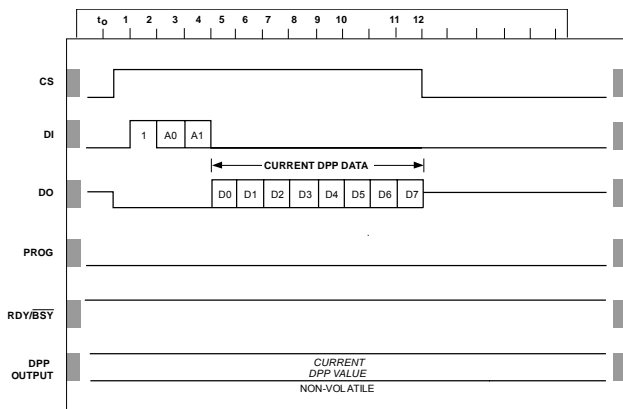 to 1 2 3 4 5 6 7 8 9 10 11 12
CS
DI 1 A0 A1
CURRENT DPP DATA
DO D0 D1 D2 D3 D4 D5 D6 D7
PROG
RDY/BSY
DPP OUTPUT
CURRENT
DPP VALUE
NON-VOLATILE